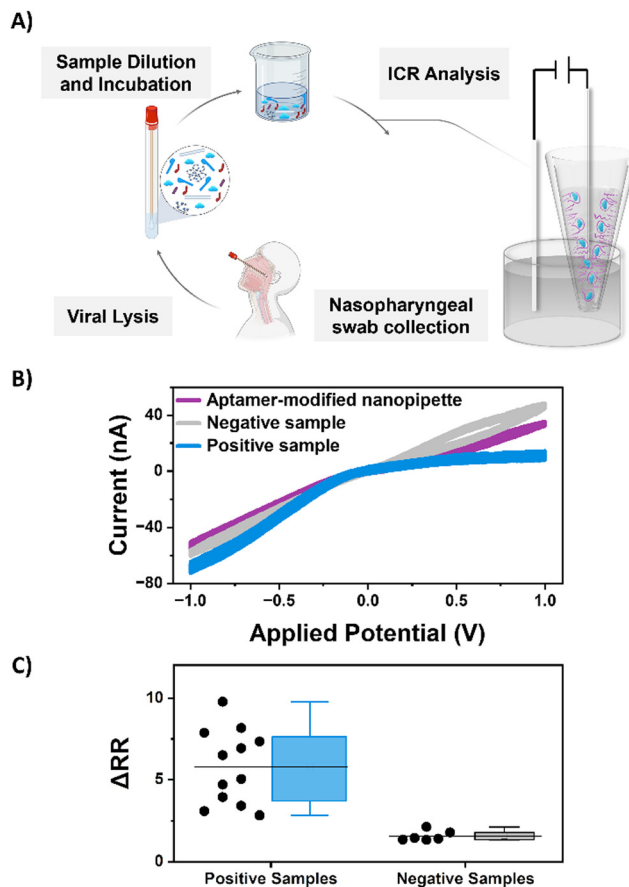 A)
Sample Dilution
and Incubation
ICR Analysis
Viral Lysis
Nasopharyngeal
swab collection
B)
Aptamer-modified nanopipette
Negative sample
Positive sample
Current (nA)
40
0
−40
−80
−1.0
−0.5
0.0
0.5
1.0
Applied Potential (V)
C)
ΔRR
10
5
0
Positive Samples
Negative Samples